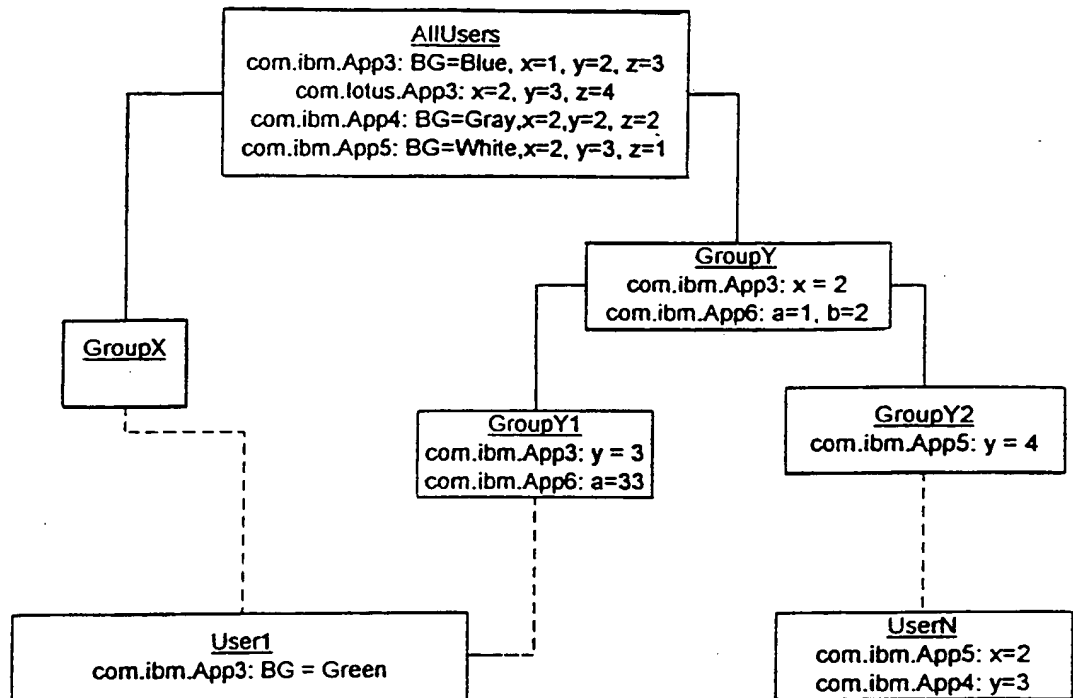 AllUsers
com.ibm.App3: BG=Blue, x=1, y=2, z=3
com.lotus.App3: x=2, y=3, z=4
com.ibm.App4: BG=Gray,x=2,y=2, z=2
com.ibm.App5: BG=White,x=2, y=3, z=1
GroupY
com.ibm.App3: x = 2
com.ibm.App6: a=1, b=2
GroupX
GroupY1
com.ibm.App3: y = 3
com.ibm.App6: a=33
GroupY2
com.ibm.App5: y = 4
User1
com.ibm.App3: BG = Green
UserN
com.ibm.App5: x=2
com.ibm.App4: y=3